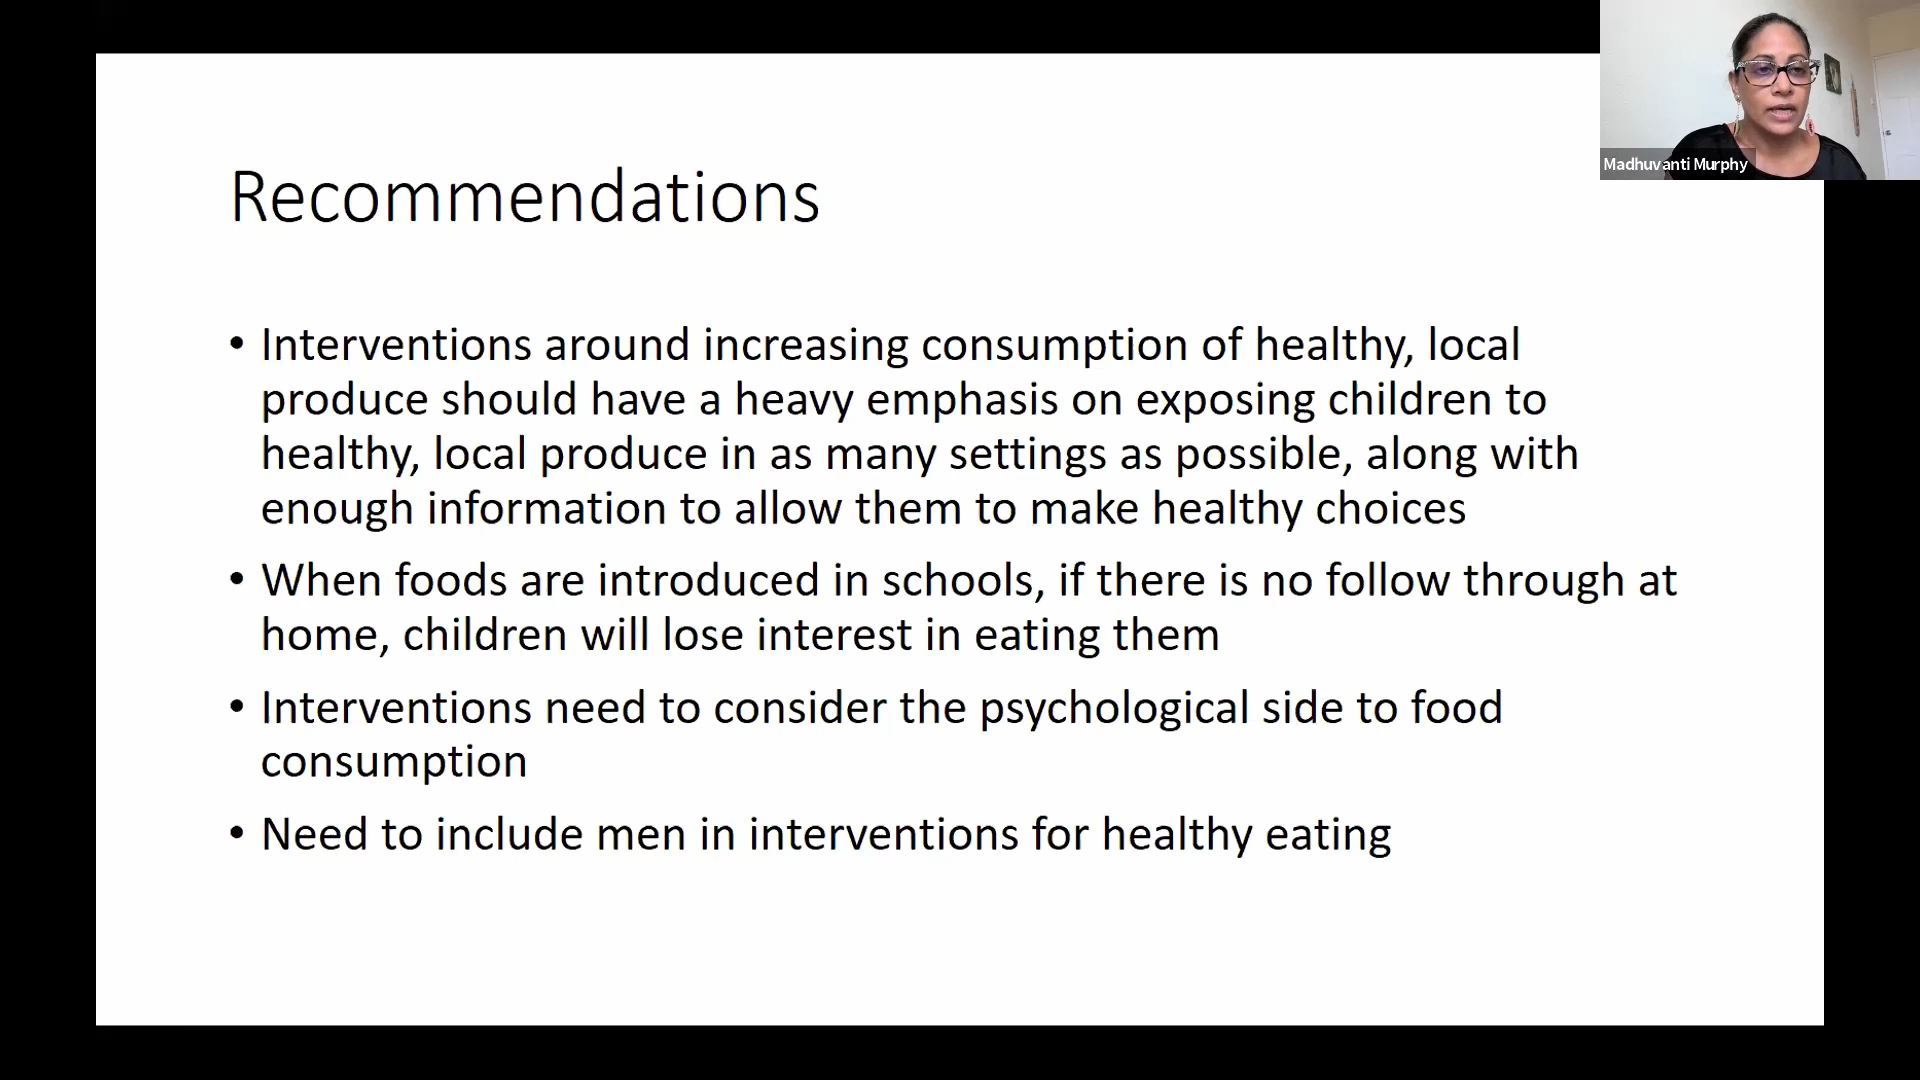 Madhuvanti Murphy
Recommendations
• Interventions around increasing consumption of healthy, local
produce should have a heavy emphasis on exposing children to
healthy, local produce in as many settings as possible, along with
enough information to allow them to make healthy choices
• When foods are introduced in schools, if there is no follow through at
home, children will lose interest in eating them
• Interventions need to consider the psychological side to food
consumption
• Need to include men in interventions for healthy eating